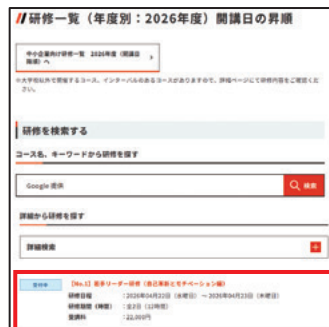 研修一覧（年度別：2026年度）開講日の昇順
中小企業向け研修一覧　2026年度（開講日順順）へ
※大学校以外で開催するコース、インターバルのあるコースがありますので、詳細ページにて研修内容をご確認ください。
研修を検索する
コース名、キーワードから研修を探す
Google 提供
検索
詳細から研修を探す
詳細検索
受付中
【No.1】若手リーダー研修（自己革新とモチベーション編）
研修日程　：2026年04月22日（水曜日）～2026年04月23日（木曜日）
研修期間（時間）：全2日（12時間）
受講料　：22,000円